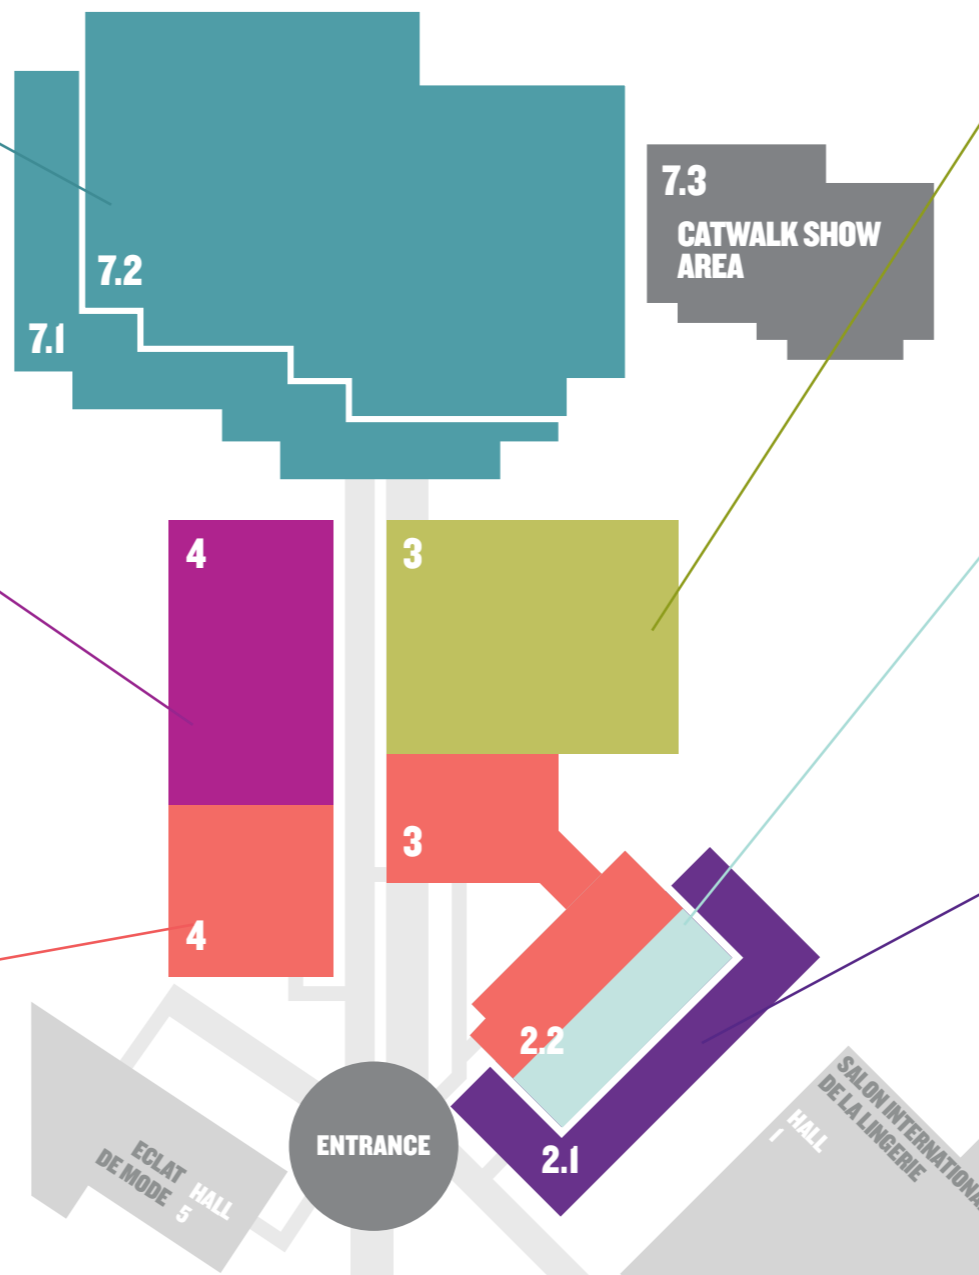 7.3
CATWALK SHOW
AREA
7.2
7.1
4
3
3
4
2.2
2.1
ENTRANCE
ECLAT
DE MODE
HALL
5
HALL
1
SALON INTERNATIONA
DE LA LINGERIE